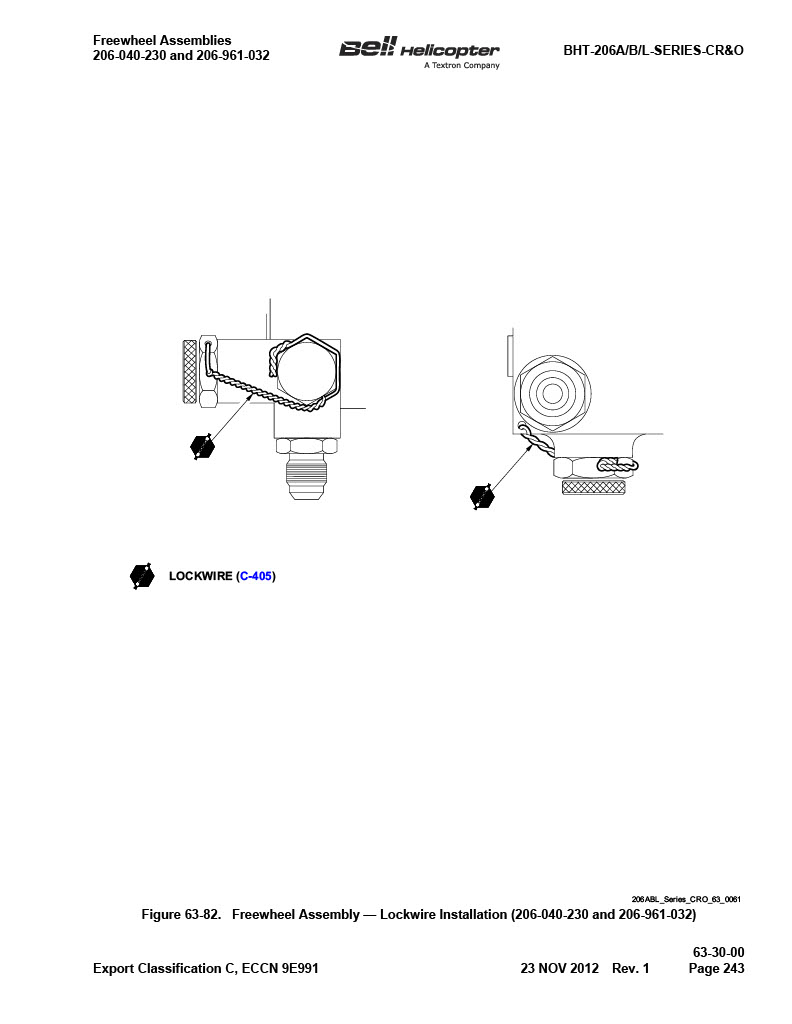 Freewheel Assemblies
206-040-230 and 206-961-032
Bell Helicopter
A Textron Company
BHT-206A/B/L-SERIES-CR&O
LOCKWIRE (C-405)
206ABL_Series_CRO_63_0061
Figure 63-82. Freewheel Assembly — Lockwire Installation (206-040-230 and 206-961-032)
63-30-00
Export Classification C, ECCN 9E991
23 NOV 2012 Rev. 1 Page 243